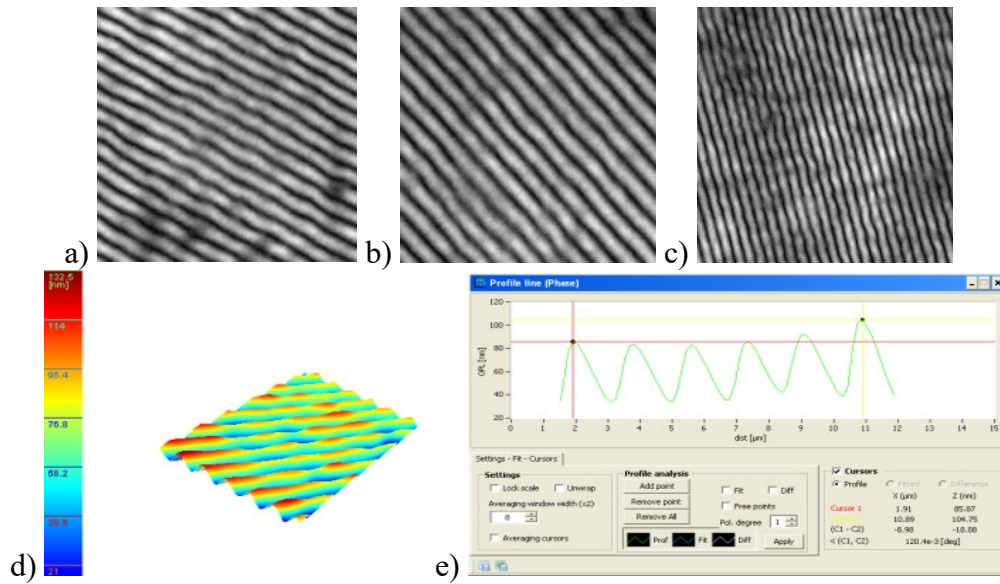 a)
b)
c)
132.5
[nm]
114
95.4
76.8
58.2
39.6
21
d)
e)
Profile line (Phase)
120
100
80
60
40
20
OPL [nm]
0 1 2 3 4 5 6 7 8 9 10 11 12 13 14 15
dist [µm]
Settings - Fit - Cursors
Settings
Lock scale Unwrap
Averaging window width (x2)
8
Averaging cursors
Profile analysis
Add point
Remove point
Remove All
Fit Diff
Free points
Pol. degree 1
Prof Fit Diff Apply
Cursors
Profile Fitted Difference
X (µm) Z (nm)
Cursor 1 1.91 85.87
10.89 104.75
(C1 - C2) -8.98 -18.88
< (C1, C2) 120.4e-3 [deg]